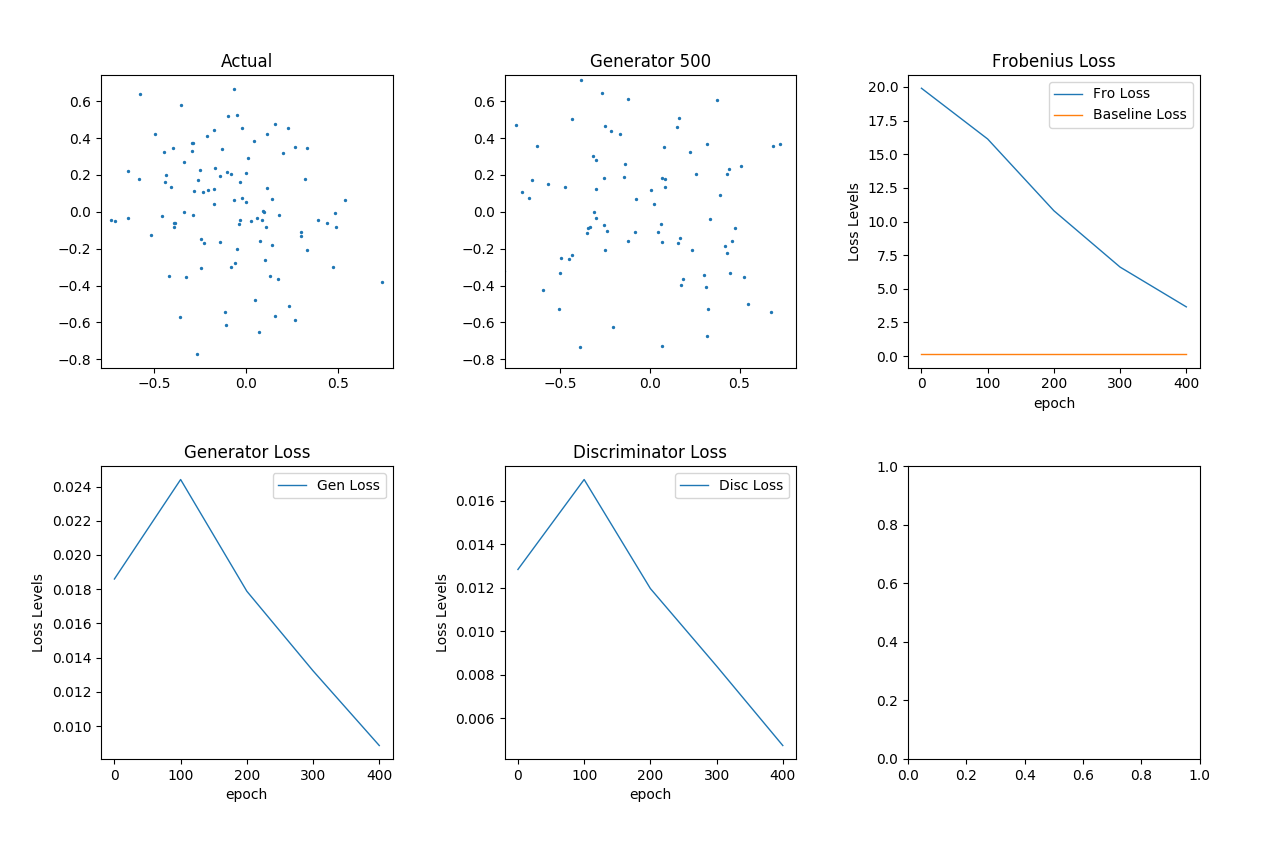 Actual
0.6
0.4
0.2
0.0
−0.2
−0.4
−0.6
−0.8
−0.5 0.0 0.5
Generator 500
0.6
0.4
0.2
0.0
−0.2
−0.4
−0.6
−0.8
−0.5 0.0 0.5
Frobenius Loss
Fro Loss
Baseline Loss
Loss Levels
20.0
17.5
15.0
12.5
10.0
7.5
5.0
2.5
0.0
0 100 200 300 400
epoch
Generator Loss
Gen Loss
Loss Levels
0.024
0.022
0.020
0.018
0.016
0.014
0.012
0.010
0 100 200 300 400
epoch
Discriminator Loss
Disc Loss
Loss Levels
0.016
0.014
0.012
0.010
0.008
0.006
0 100 200 300 400
epoch
1.0
0.8
0.6
0.4
0.2
0.0
0.0 0.2 0.4 0.6 0.8 1.0